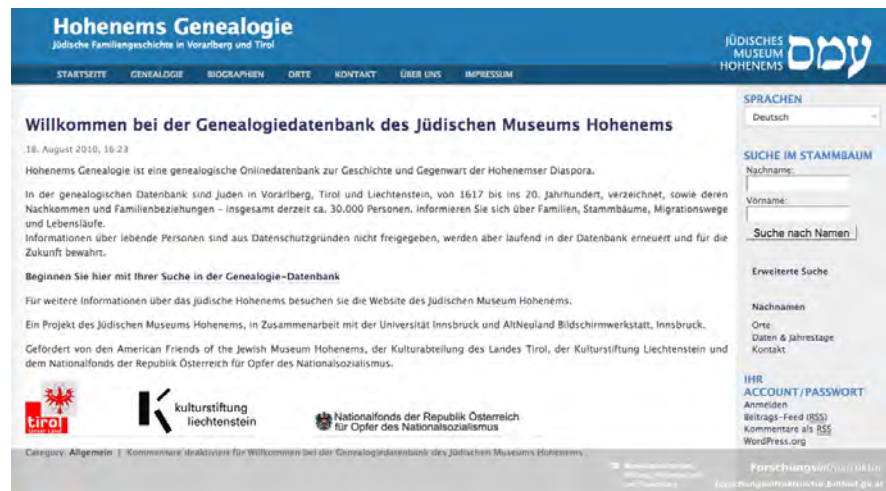 Hohenems Genealogie
Jüdische Familiengeschichte in Vorarlberg und Tirol
JÜDISCHES
MUSEUM
HOHENEMS
עמס
STARTSEITE GENEALOGIE BIOGRAPHIEN ORTE KONTAKT ÜBER UNS IMPRESSUM
Willkommen bei der Genealogiedatenbank des Jüdischen Museums Hohenems
18. August 2010, 16:23
Hohenems Genealogie ist eine genealogische Onlinedatenbank zur Geschichte und Gegenwart der Hohenemser Diaspora.
In der genealogischen Datenbank sind Juden in Vorarlberg, Tirol und Liechtenstein, von 1617 bis ins 20. Jahrhundert, verzeichnet, sowie deren
Nachkommen und Familienbeziehungen – insgesamt derzeit ca. 30.000 Personen. Informieren Sie sich über Familien, Stammbäume, Migrationswege
und Lebensläufe.
Informationen über lebende Personen sind aus Datenschutzgründen nicht freigegeben, werden aber laufend in der Datenbank erneuert und für die
Zukunft bewahrt.
Beginnen Sie hier mit Ihrer Suche in der Genealogie-Datenbank
Für weitere Informationen über das jüdische Hohenems besuchen sie die Website des Jüdischen Museum Hohenems.
Ein Projekt des Jüdischen Museums Hohenems, in Zusammenarbeit mit der Universität Innsbruck und AltNeuland Bildschirmwerkstatt, Innsbruck.
Gefördert von den American Friends of the Jewish Museum Hohenems, der Kulturabteilung des Landes Tirol, der Kulturstiftung Liechtenstein und
dem Nationalfonds der Republik Österreich für Opfer des Nationalsozialismus.
tirol
Unser Land
kulturstiftung
liechtenstein
Nationalfonds der Republik Österreich
für Opfer des Nationalsozialismus
Category: Allgemein | Kommentare deaktiviert für Willkommen bei der Genealogiedatenbank des Jüdischen Museums Hohenems
SPRACHEN
Deutsch
SUCHE IM STAMMBAUM
Nachname:
Vorname:
Suche nach Namen
Erweiterte Suche
Nachnamen
Orte
Daten & Jahrestage
Kontakt
IHR
ACCOUNT/PASSWORT
Anmelden
Beitrags-Feed (RSS)
Kommentare als RSS
WordPress.org
Forschungsinfrastruktur
forschungsinfrastruktur.bmbwf.gv.at